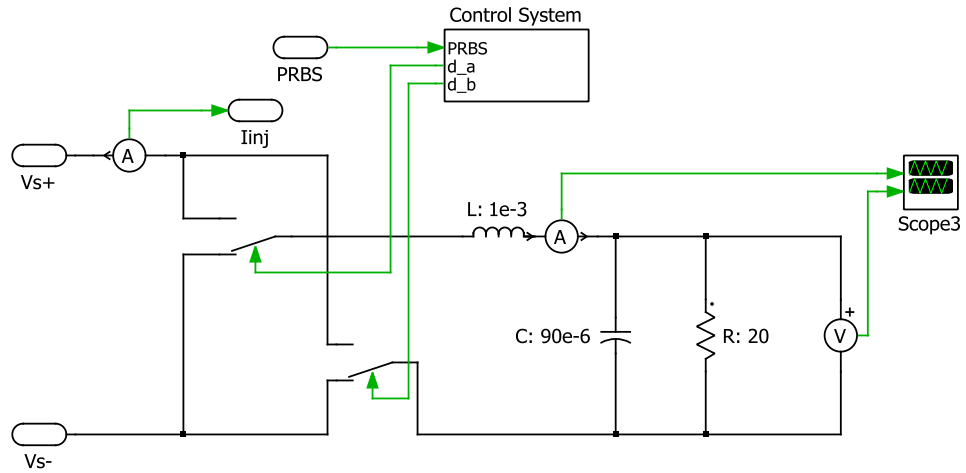 Control System
PRBS
PRBS
d_a
d_b
Iinj
A
Vs+
L: 1e-3
A
Scope3
C: 90e-6
R: 20
V
+
Vs-